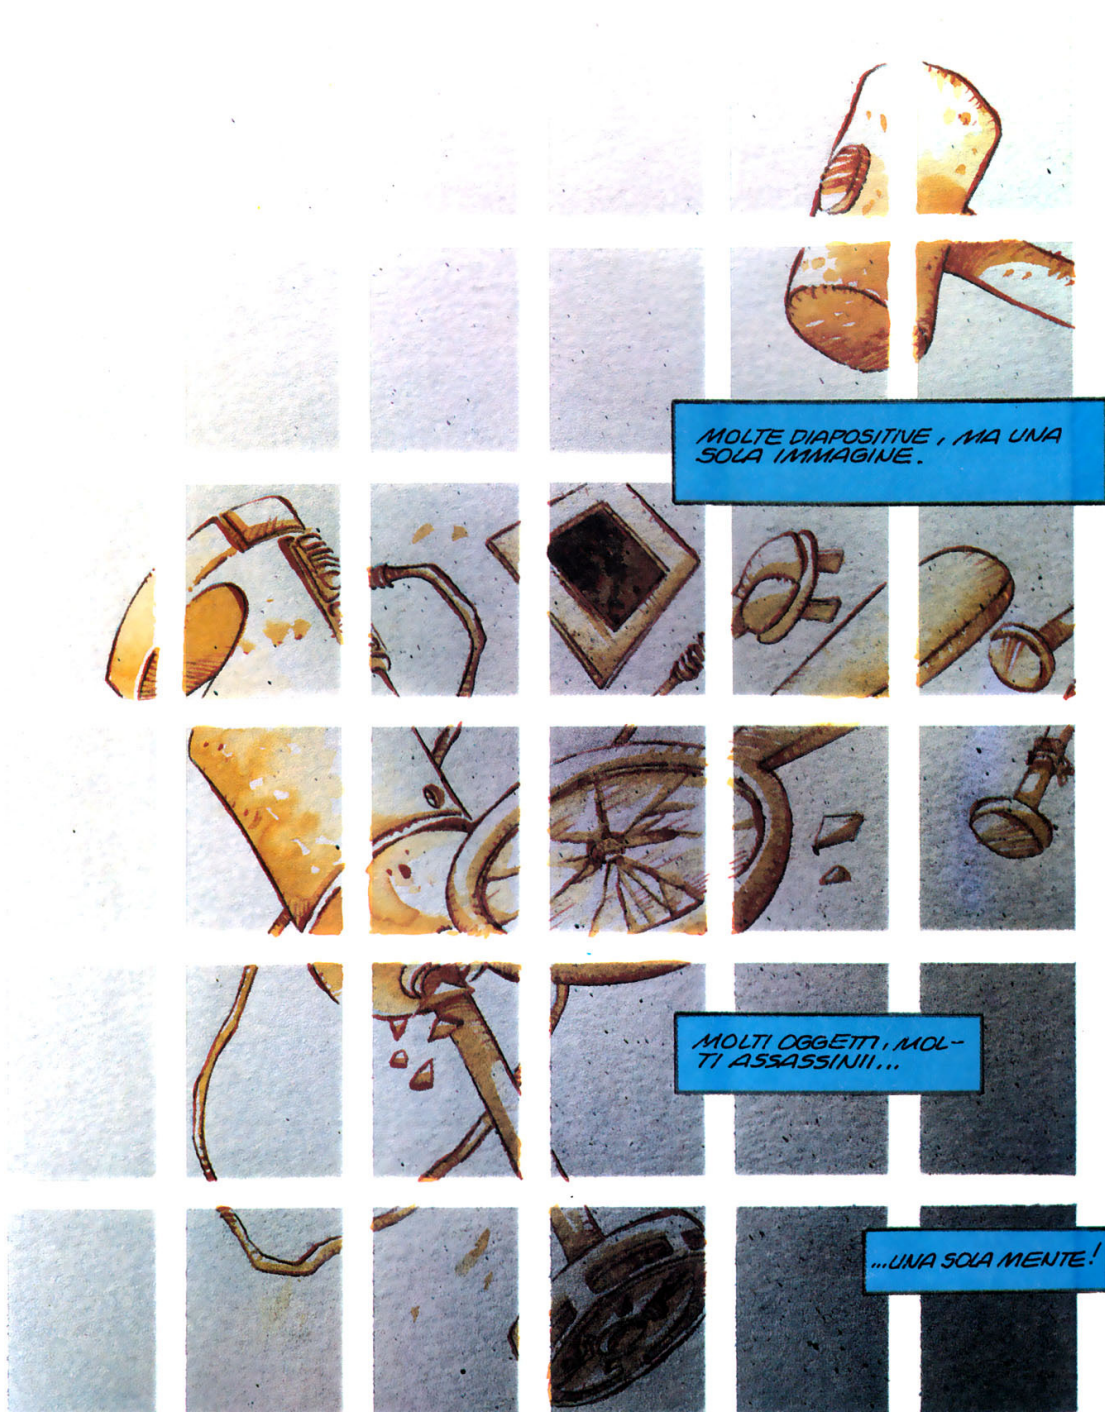 MOLTE DIAPOSITIVE, MA UNA
SOLA IMMAGINE.
MOLTI OGGETTI, MOL-
TI ASSASSINII...
...UNA SOLA MENTE!